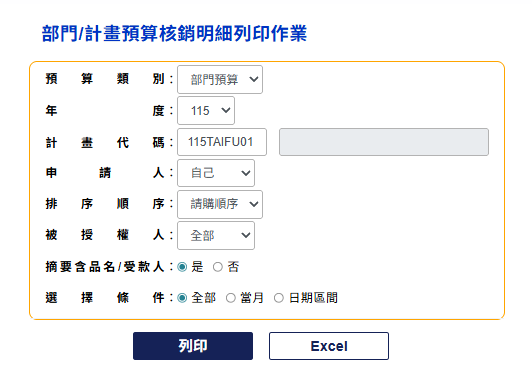 部門/計畫預算核銷明細列印作業
預算類別：部門預算
年度：115
計畫代碼：115TAIFU01
申請人：自己
排序順序：請購順序
被授權人：全部
摘要含品名/受款人：是 否
選擇條件：全部 當月 日期區間
列印 Excel